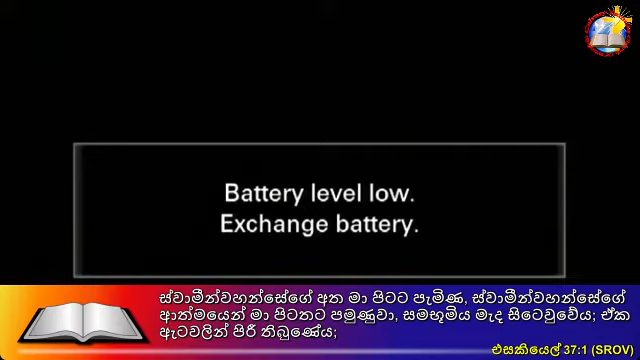 Battery level low.
Exchange battery.
ස්වාමීන්වහන්සේගේ අත මා පිටට පැමිණ, ස්වාමීන්වහන්සේගේ
ආත්මයෙන් මා පිටතට පමුණුවා, සමභූමිය මැද සිටෙවුවේය; ඒක
ඇටවලින් පිරී තිබුණේය;
එසකියෙල් 37:1 (SROV)